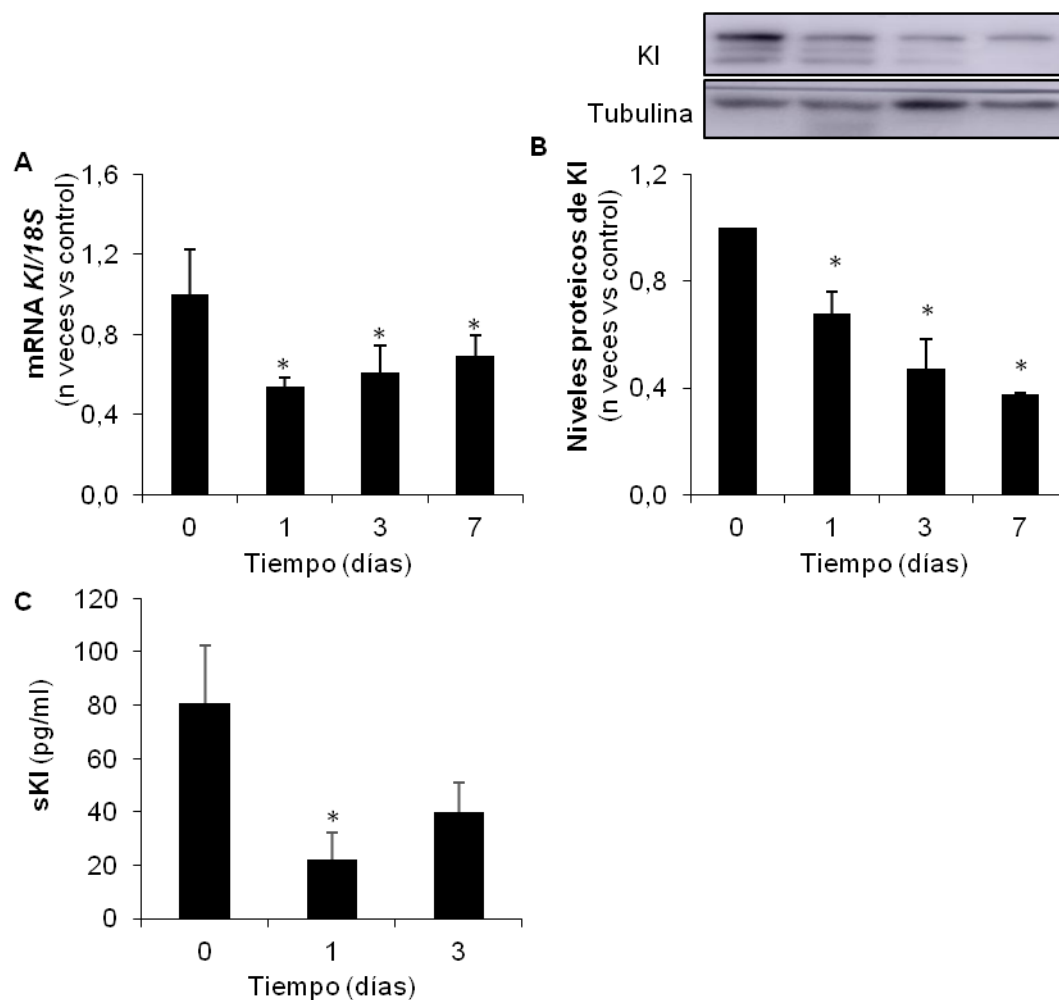 Kl
Tubulina
A
mRNA Kl/18S
(n veces vs control)
1,6
1,2
0,8
0,4
0,0
*
*
*
0 1 3 7
Tiempo (días)
B
Niveles proteicos de Kl
(n veces vs control)
1,2
0,8
0,4
0,0
*
*
*
0 1 3 7
Tiempo (días)
C
sKl (pg/ml)
120
100
80
60
40
20
0
*
0 1 3
Tiempo (días)